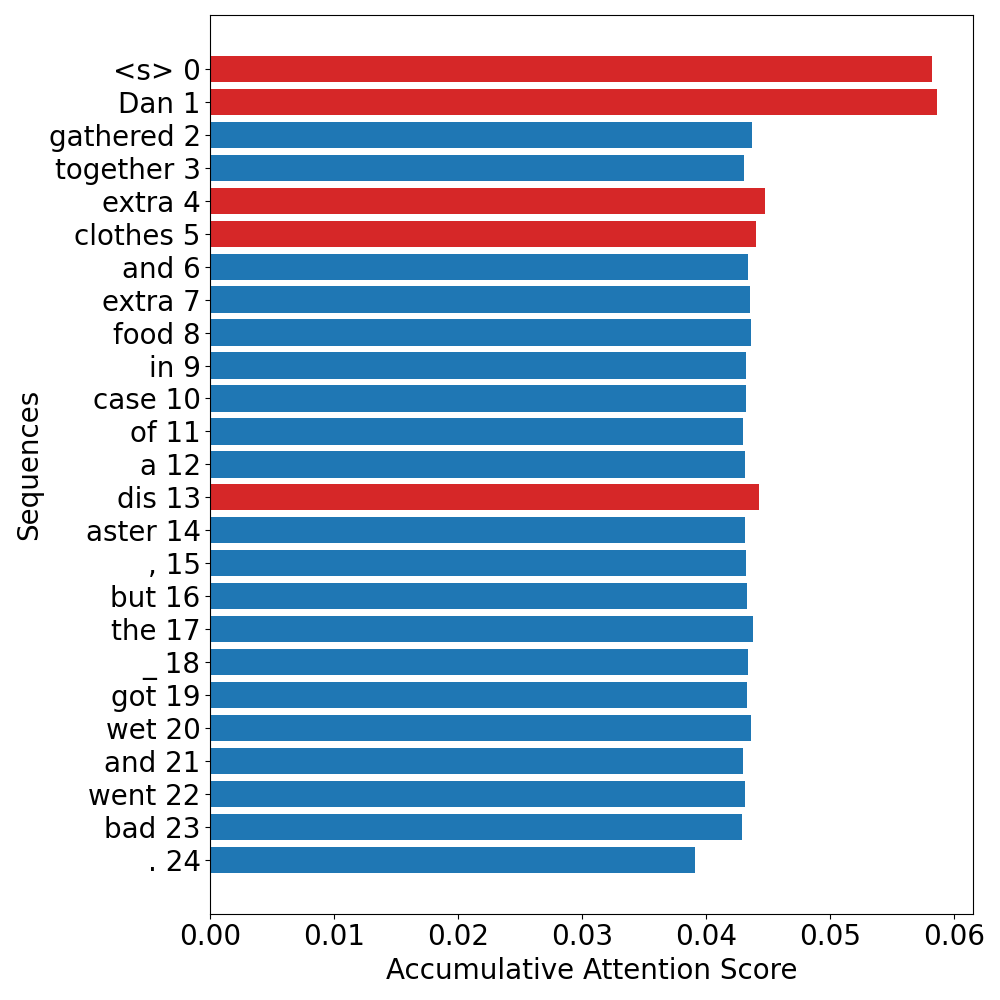 <s> 0
Dan 1
gathered 2
together 3
extra 4
clothes 5
and 6
extra 7
food 8
in 9
case 10
of 11
a 12
dis 13
aster 14
, 15
but 16
the 17
_ 18
got 19
wet 20
and 21
went 22
bad 23
. 24
Sequences
0.00 0.01 0.02 0.03 0.04 0.05 0.06
Accumulative Attention Score